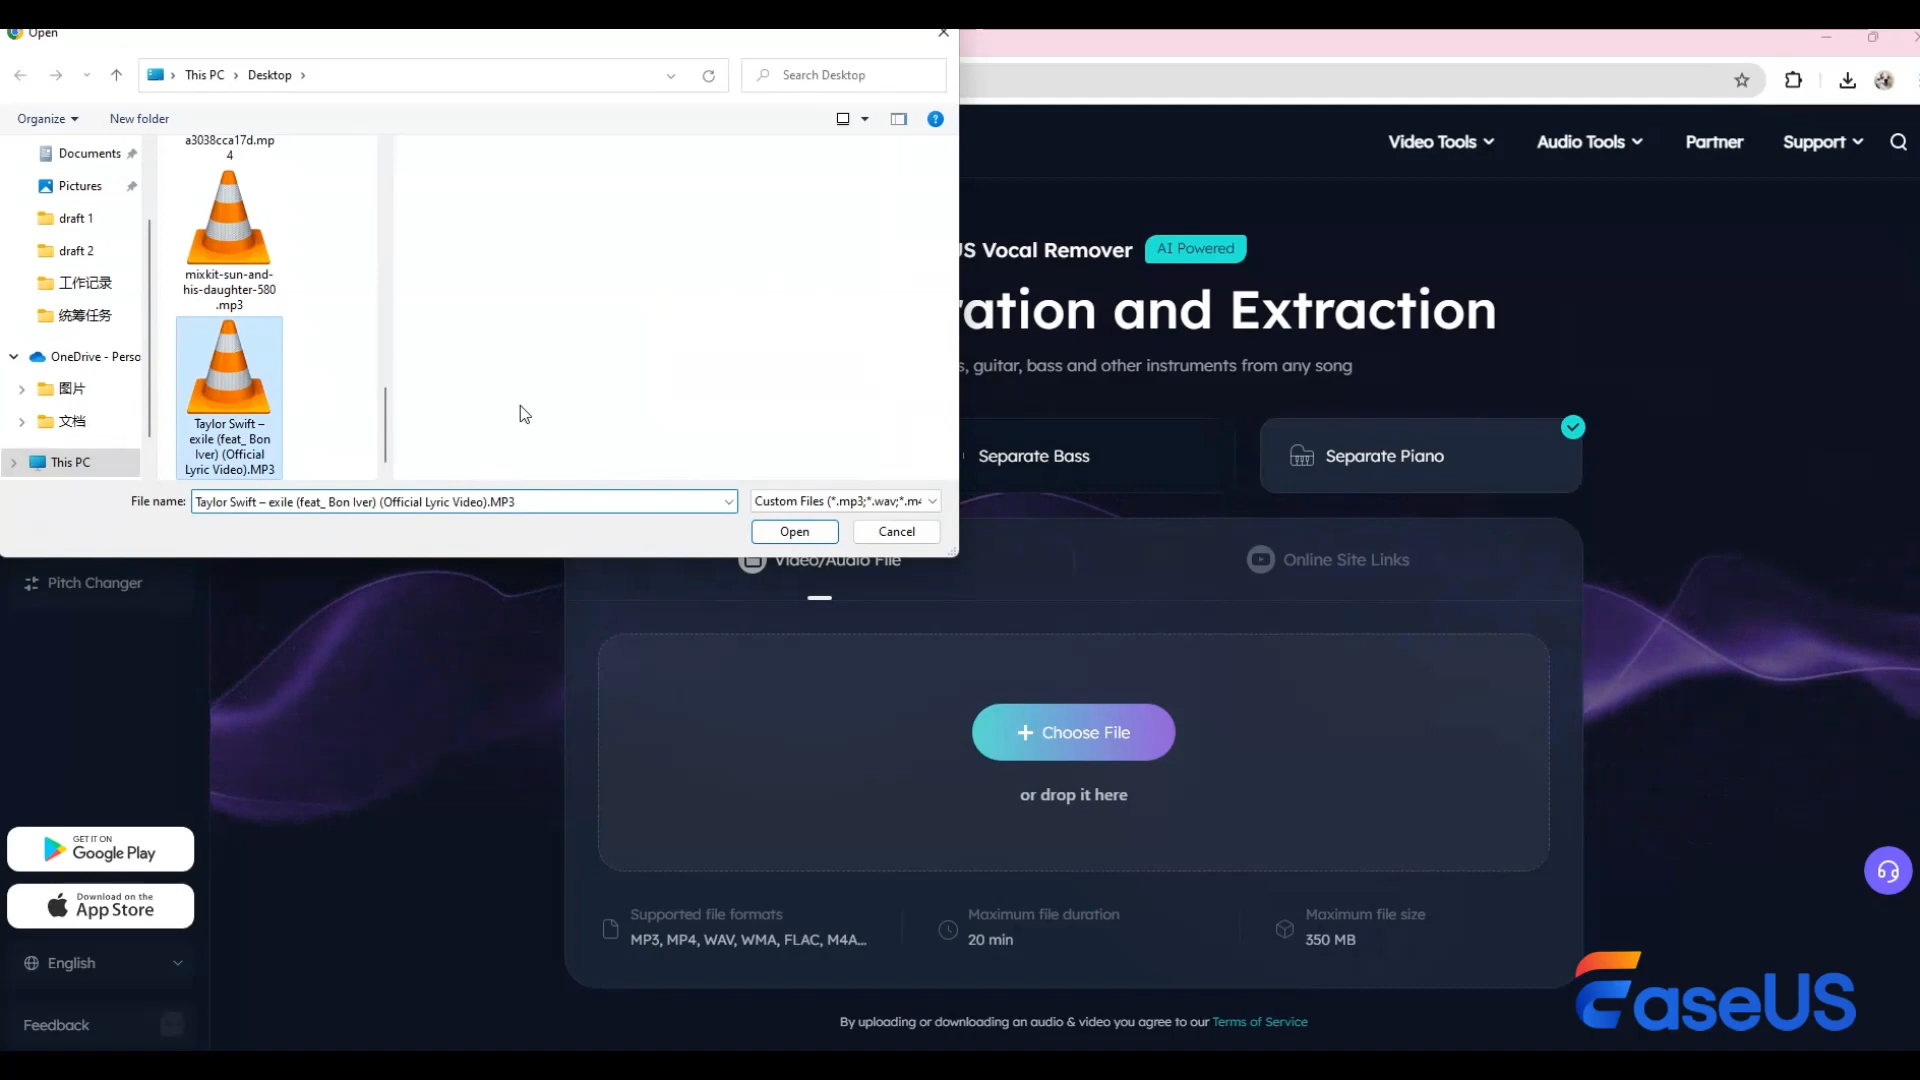 Open
This PC
Desktop
Search Desktop
Organize
New folder
Documents
Pictures
draft 1
draft 2
工作记录
统筹任务
OneDrive - Perso
图片
文档
This PC
a3038cca17d.mp
4
mixkit-sun-and-
his-daughter-580
.mp3
Taylor Swift –
exile (feat_ Bon
Iver) (Official
Lyric Video).MP3
File name:
Taylor Swift – exile (feat_ Bon Iver) (Official Lyric Video).MP3
Custom Files (*.mp3;*.wav;*.m4
Open
Cancel
Video Tools
Audio Tools
Partner
Support
US Vocal Remover
AI Powered
ration and Extraction
s, guitar, bass and other instruments from any song
Separate Bass
Separate Piano
Video/Audio File
Online Site Links
Pitch Changer
Choose File
or drop it here
Supported file formats
MP3, MP4, WAV, WMA, FLAC, M4A...
Maximum file duration
20 min
Maximum file size
350 MB
By uploading or downloading an audio & video you agree to our Terms of Service
GET IT ON
Google Play
Download on the
App Store
English
Feedback
EaseUS